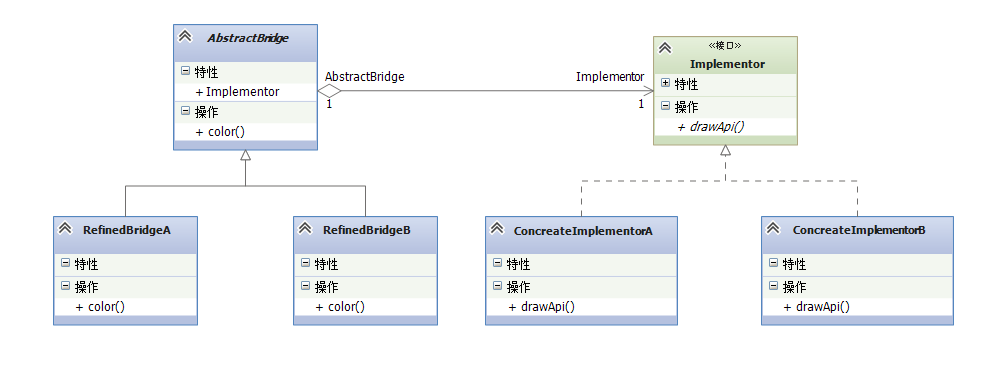 AbstractBridge
特性
+ Implementor
操作
+ color()
AbstractBridge
1
Implementor
1
«接口»
Implementor
特性
操作
+ drawApi()
RefinedBridgeA
特性
操作
+ color()
RefinedBridgeB
特性
操作
+ color()
ConcreateImplementorA
特性
操作
+ drawApi()
ConcreateImplementorB
特性
操作
+ drawApi()